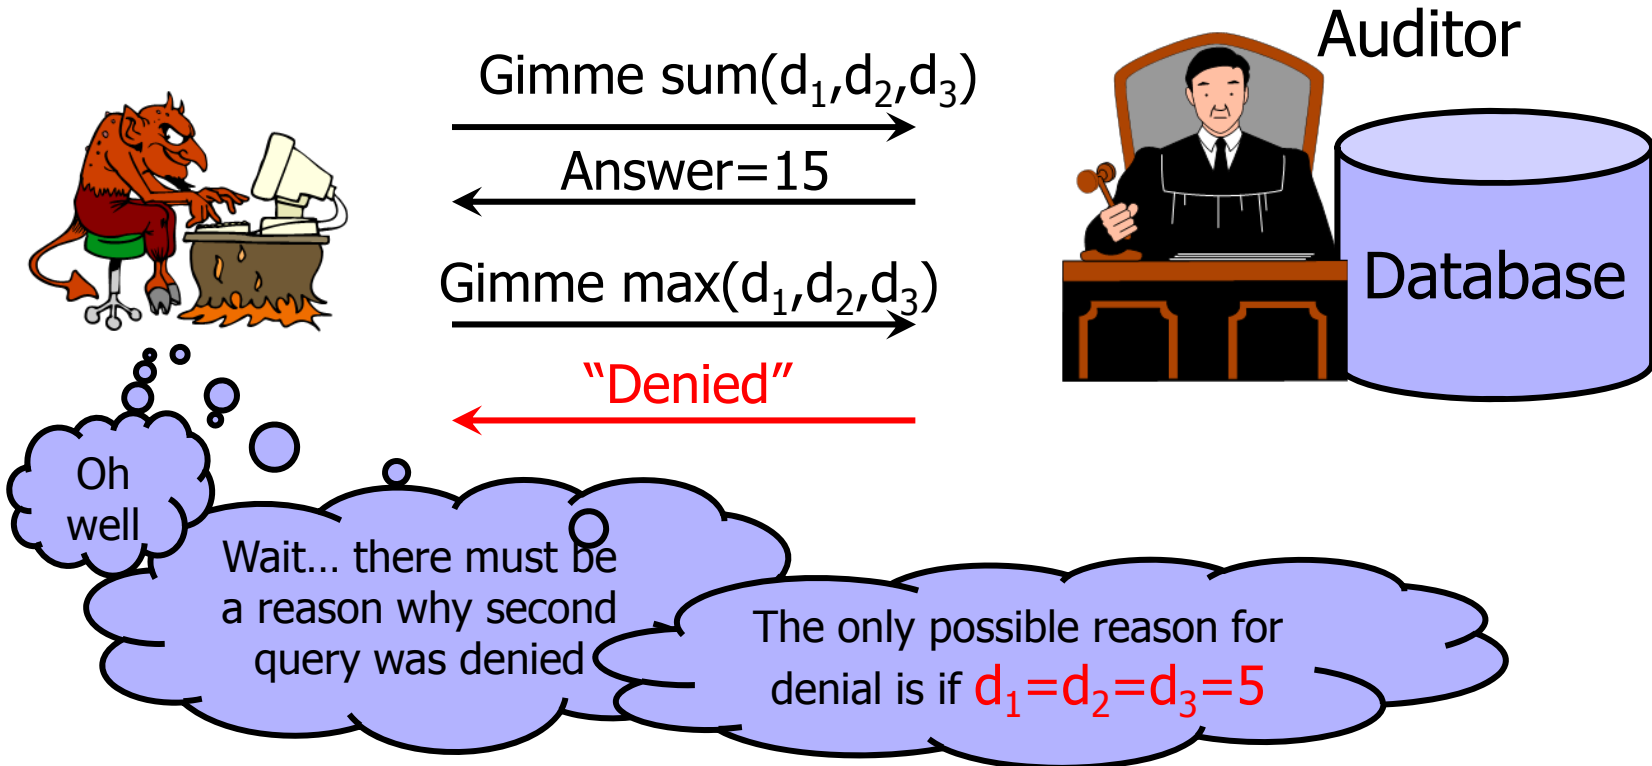 Auditor
Gimme sum(d₁,d₂,d₃)
Answer=15
Gimme max(d₁,d₂,d₃)
Database
“Denied”
Oh
well
Wait… there must be
a reason why second
query was denied
The only possible reason for
denial is if d₁=d₂=d₃=5